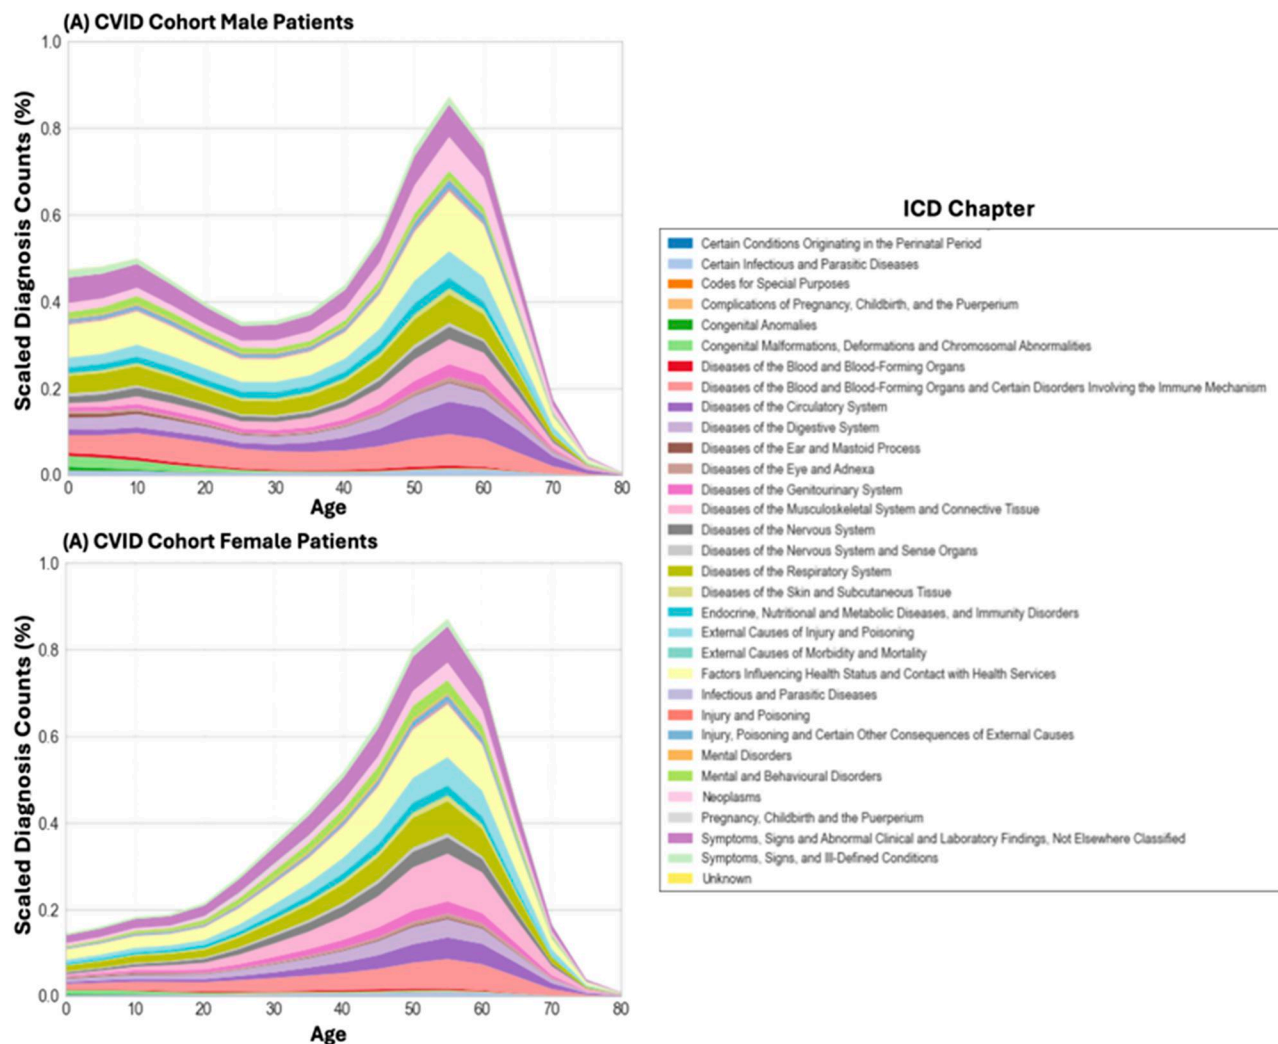 (A) CVID Cohort Male Patients
Scaled Diagnosis Counts (%)
1.0
0.8
0.6
0.4
0.2
0.0
0 10 20 30 40 50 60 70 80
Age
(A) CVID Cohort Female Patients
Scaled Diagnosis Counts (%)
1.0
0.8
0.6
0.4
0.2
0.0
0 10 20 30 40 50 60 70 80
Age
ICD Chapter
Certain Conditions Originating in the Perinatal Period
Certain Infectious and Parasitic Diseases
Codes for Special Purposes
Complications of Pregnancy, Childbirth, and the Puerperium
Congenital Anomalies
Congenital Malformations, Deformations and Chromosomal Abnormalities
Diseases of the Blood and Blood-Forming Organs
Diseases of the Blood and Blood-Forming Organs and Certain Disorders Involving the Immune Mechanism
Diseases of the Circulatory System
Diseases of the Digestive System
Diseases of the Ear and Mastoid Process
Diseases of the Eye and Adnexa
Diseases of the Genitourinary System
Diseases of the Musculoskeletal System and Connective Tissue
Diseases of the Nervous System
Diseases of the Nervous System and Sense Organs
Diseases of the Respiratory System
Diseases of the Skin and Subcutaneous Tissue
Endocrine, Nutritional and Metabolic Diseases, and Immunity Disorders
External Causes of Injury and Poisoning
External Causes of Morbidity and Mortality
Factors Influencing Health Status and Contact with Health Services
Infectious and Parasitic Diseases
Injury and Poisoning
Injury, Poisoning and Certain Other Consequences of External Causes
Mental Disorders
Mental and Behavioural Disorders
Neoplasms
Pregnancy, Childbirth and the Puerperium
Symptoms, Signs and Abnormal Clinical and Laboratory Findings, Not Elsewhere Classified
Symptoms, Signs, and Ill-Defined Conditions
Unknown